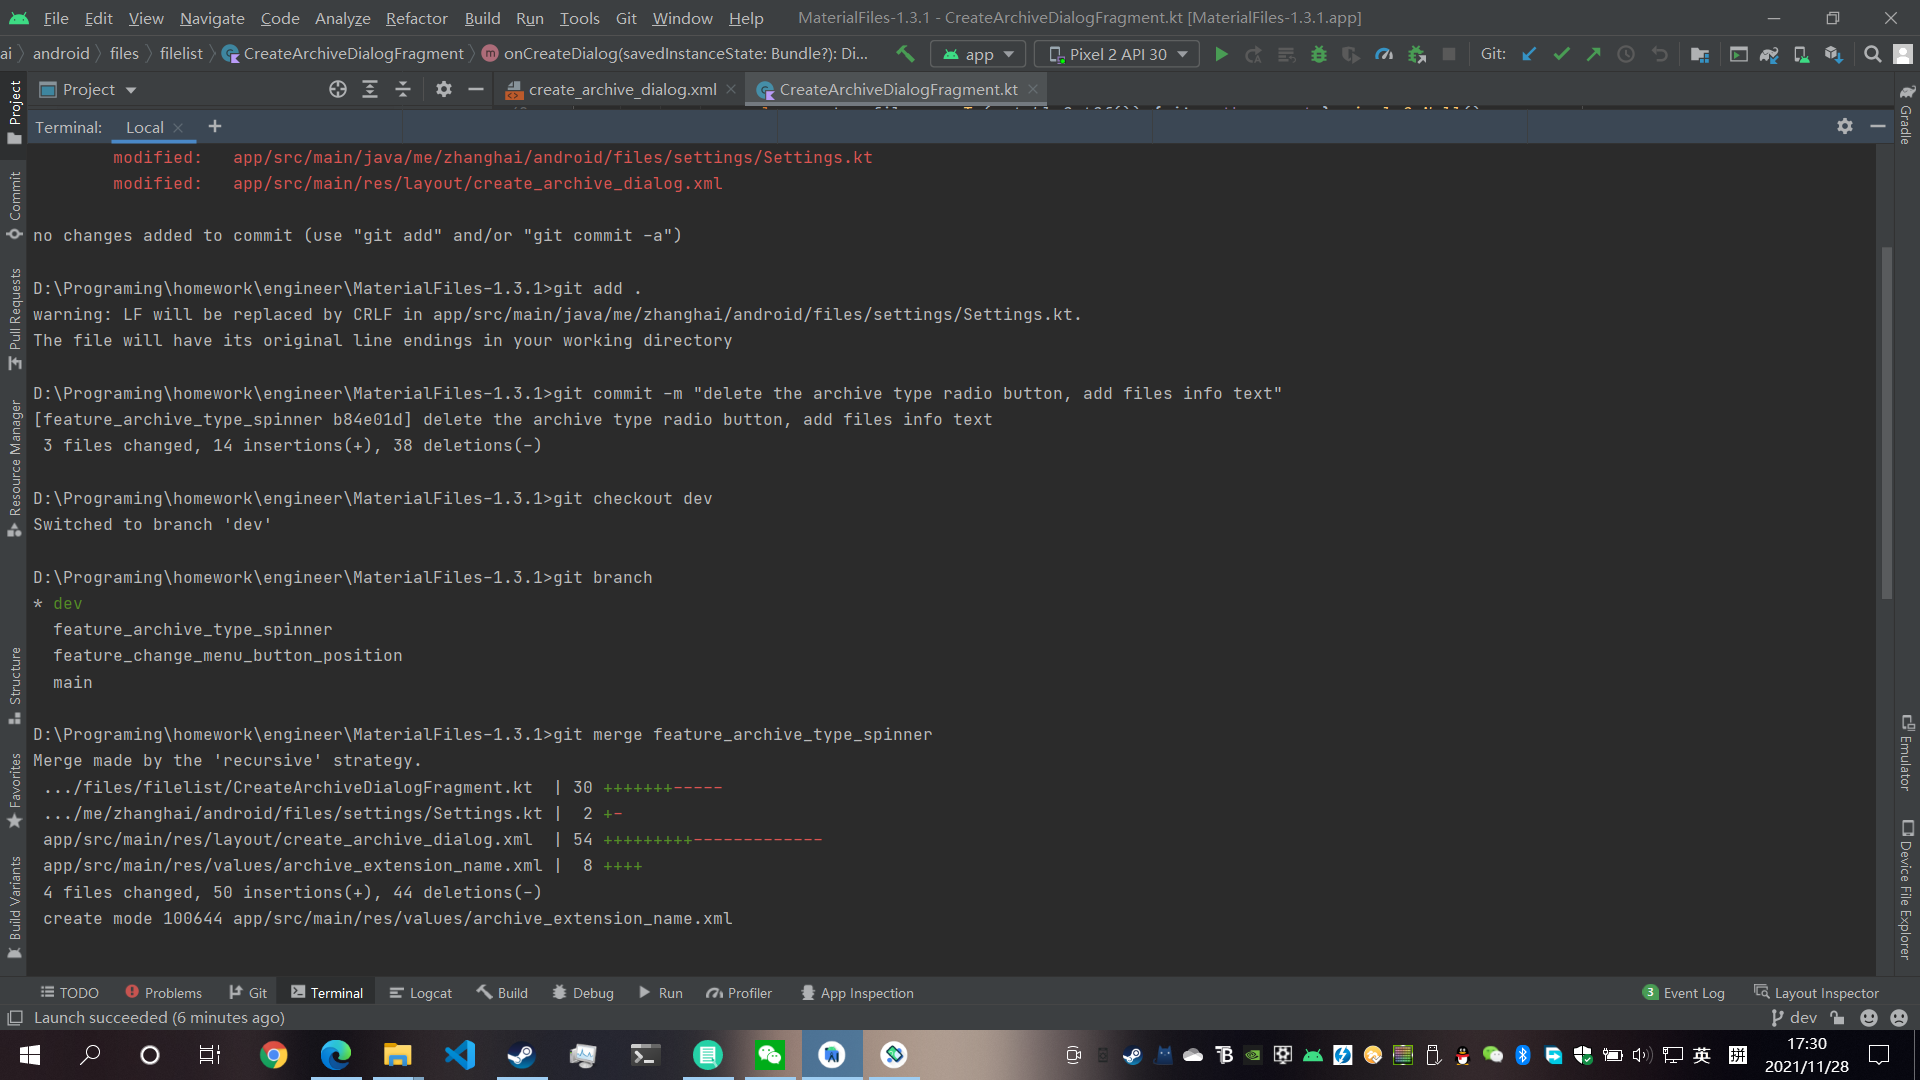 File Edit View Navigate Code Analyze Refactor Build Run Tools Git Window Help MaterialFiles-1.3.1 - CreateArchiveDialogFragment.kt [MaterialFiles-1.3.1.app]
ai android files filelist CreateArchiveDialogFragment onCreateDialog(savedInstanceState: Bundle?): Di... app Pixel 2 API 30 Git:
Project create_archive_dialog.xml CreateArchiveDialogFragment.kt
Terminal: Local
modified: app/src/main/java/me/zhanghai/android/files/settings/Settings.kt
modified: app/src/main/res/layout/create_archive_dialog.xml
no changes added to commit (use "git add" and/or "git commit -a")
D:\Programing\homework\engineer\MaterialFiles-1.3.1>git add .
warning: LF will be replaced by CRLF in app/src/main/java/me/zhanghai/android/files/settings/Settings.kt.
The file will have its original line endings in your working directory
D:\Programing\homework\engineer\MaterialFiles-1.3.1>git commit -m "delete the archive type radio button, add files info text"
[feature_archive_type_spinner b84e01d] delete the archive type radio button, add files info text
3 files changed, 14 insertions(+), 38 deletions(-)
D:\Programing\homework\engineer\MaterialFiles-1.3.1>git checkout dev
Switched to branch 'dev'
D:\Programing\homework\engineer\MaterialFiles-1.3.1>git branch
* dev
feature_archive_type_spinner
feature_change_menu_button_position
main
D:\Programing\homework\engineer\MaterialFiles-1.3.1>git merge feature_archive_type_spinner
Merge made by the 'recursive' strategy.
.../files/filelist/CreateArchiveDialogFragment.kt | 30 +++++++-----
.../me/zhanghai/android/files/settings/Settings.kt | 2 +-
app/src/main/res/layout/create_archive_dialog.xml | 54 +++++++++-------------
app/src/main/res/values/archive_extension_name.xml | 8 ++++
4 files changed, 50 insertions(+), 44 deletions(-)
create mode 100644 app/src/main/res/values/archive_extension_name.xml
Project
Commit
Pull Requests
Resource Manager
Structure
Favorites
Build Variants
Gradle
Emulator
Device File Explorer
TODO Problems Git Terminal Logcat Build Debug Run Profiler App Inspection 3 Event Log Layout Inspector
Launch succeeded (6 minutes ago) dev
英 拼 17:30
2021/11/28